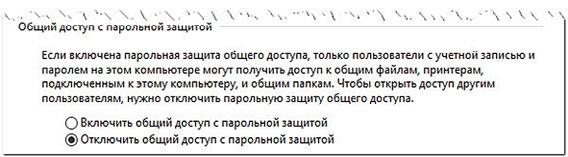 Общий доступ с парольной защитой
Если включена парольная защита общего доступа, только пользователи с учетной записью и
паролем на этом компьютере могут получить доступ к общим файлам, принтерам,
подключенным к этому компьютеру, и общим папкам. Чтобы открыть доступ другим
пользователям, нужно отключить парольную защиту общего доступа.
Включить общий доступ с парольной защитой
Отключить общий доступ с парольной защитой